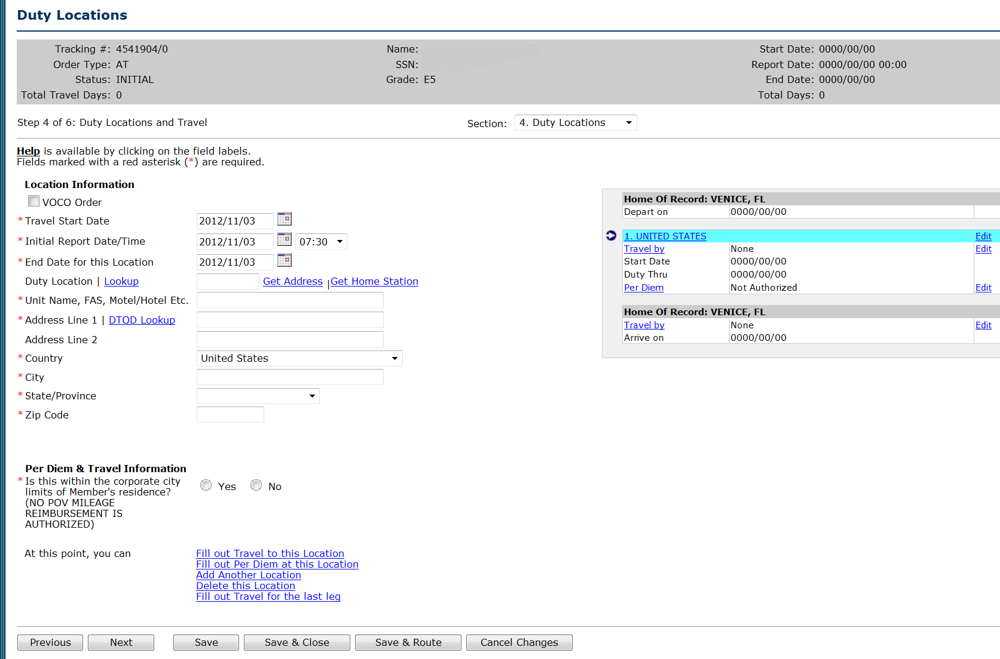 Duty Locations
Tracking #: 4541904/0 Name: Start Date: 0000/00/00
Order Type: AT SSN: Report Date: 0000/00/00 00:00
Status: INITIAL Grade: E5 End Date: 0000/00/00
Total Travel Days: 0 Total Days: 0
Step 4 of 6: Duty Locations and Travel Section: 4. Duty Locations
Help is available by clicking on the field labels.
Fields marked with a red asterisk (*) are required.
Location Information
VOCO Order
* Travel Start Date 2012/11/03
* Initial Report Date/Time 2012/11/03 07:30
* End Date for this Location 2012/11/03
Duty Location | Lookup Get Address | Get Home Station
* Unit Name, FAS, Motel/Hotel Etc.
* Address Line 1 | DTOD Lookup
Address Line 2
* Country United States
* City
* State/Province
* Zip Code
Home Of Record: VENICE, FL
Depart on 0000/00/00
1. UNITED STATES Edit
Travel by None Edit
Start Date 0000/00/00
Duty Thru 0000/00/00
Per Diem Not Authorized Edit
Home Of Record: VENICE, FL
Travel by None Edit
Arrive on 0000/00/00
Per Diem & Travel Information
* Is this within the corporate city
limits of Member's residence?
(NO POV MILEAGE
REIMBURSEMENT IS
AUTHORIZED)
Yes No
At this point, you can Fill out Travel to this Location
Fill out Per Diem at this Location
Add Another Location
Delete this Location
Fill out Travel for the last leg
Previous Next Save Save & Close Save & Route Cancel Changes